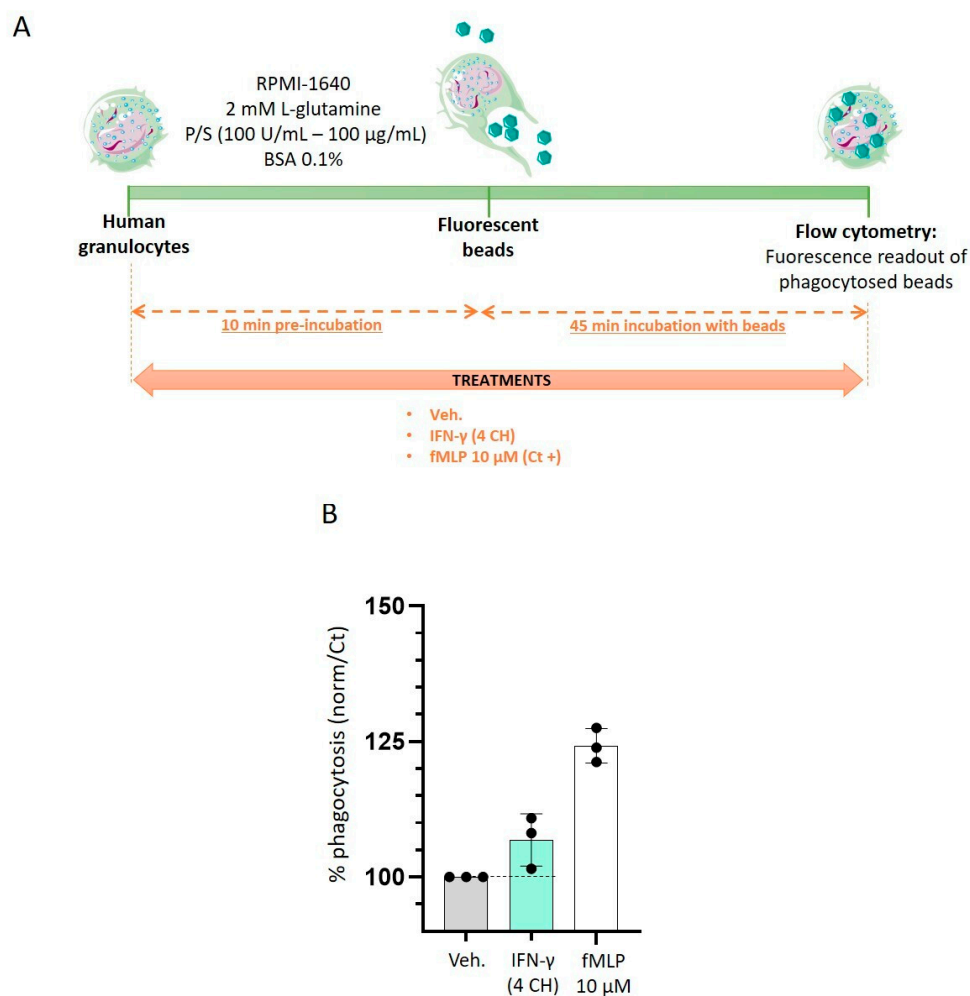 A
RPMI-1640
2 mM L-glutamine
P/S (100 U/mL – 100 µg/mL)
BSA 0.1%
Human
granulocytes
Fluorescent
beads
Flow cytometry:
Fuorescence readout of
phagocytosed beads
10 min pre-incubation
45 min incubation with beads
TREATMENTS
• Veh.
• IFN-γ (4 CH)
• fMLP 10 µM (Ct +)
B
% phagocytosis (norm/Ct)
150
125
100
Veh.
IFN-γ
(4 CH)
fMLP
10 µM